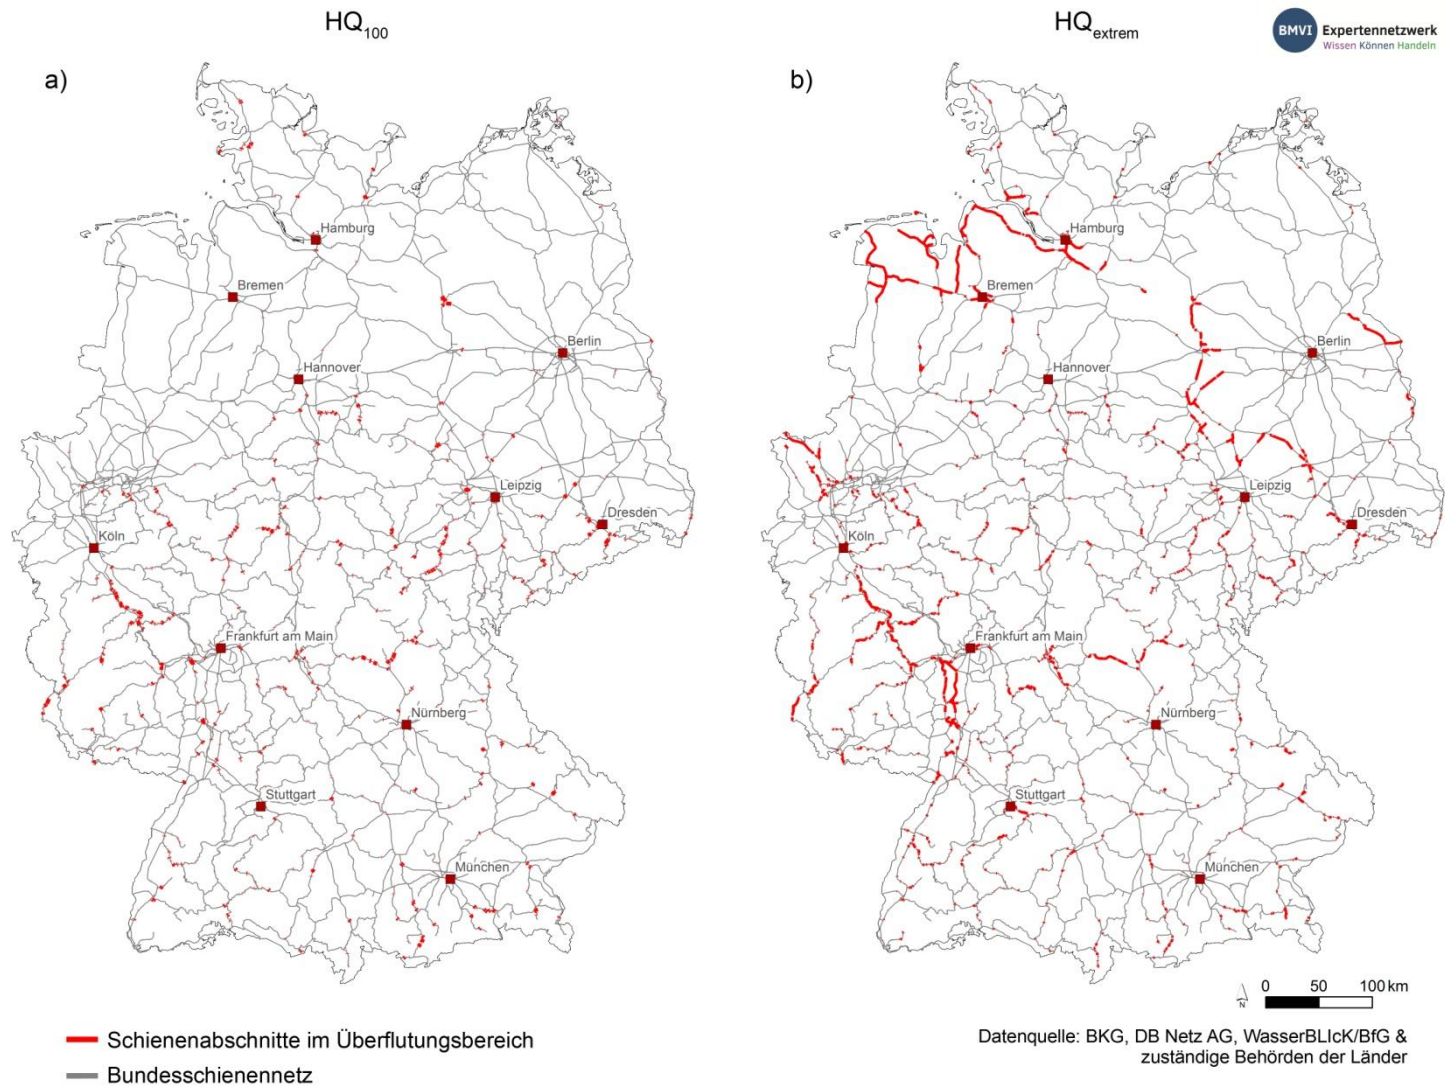 HQ100
HQextrem
BMVI Expertennetzwerk
Wissen Können Handeln
a)
b)
Hamburg
Bremen
Berlin
Hannover
Leipzig
Dresden
Köln
Frankfurt am Main
Nürnberg
Stuttgart
München
Hamburg
Bremen
Berlin
Hannover
Leipzig
Dresden
Köln
Frankfurt am Main
Nürnberg
Stuttgart
München
N
0 50 100 km
Schienenabschnitte im Überflutungsbereich
Bundesschienennetz
Datenquelle: BKG, DB Netz AG, WasserBLIcK/BfG &
zuständige Behörden der Länder